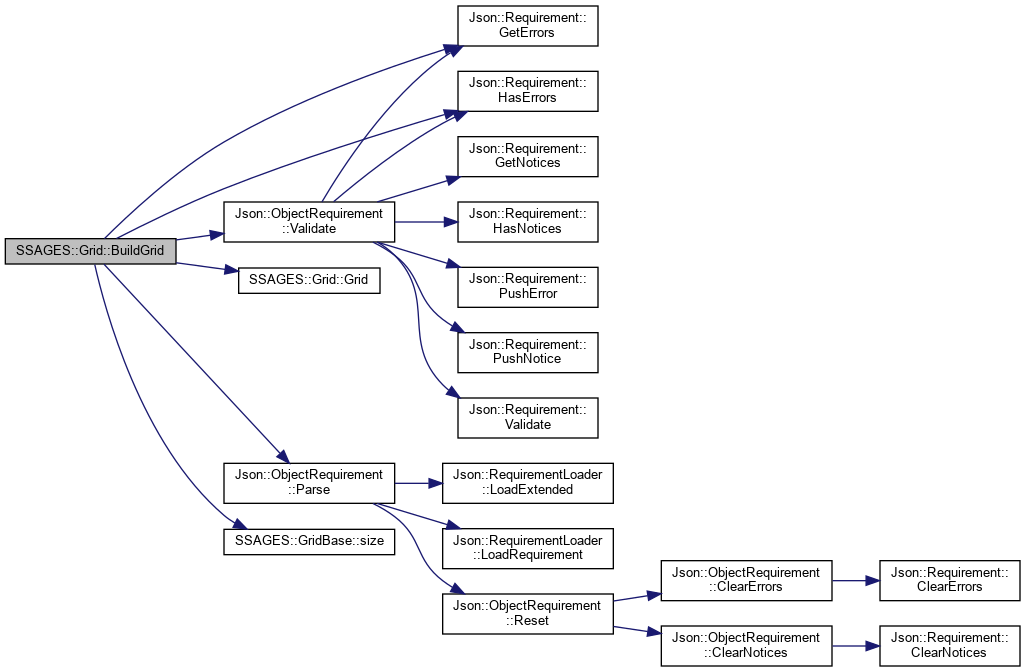 Json::Requirement::
GetErrors
Json::Requirement::
HasErrors
Json::Requirement::
GetNotices
Json::ObjectRequirement
::Validate
Json::Requirement::
HasNotices
SSAGES::Grid::BuildGrid
SSAGES::Grid::Grid
Json::Requirement::
PushError
Json::Requirement::
PushNotice
Json::Requirement::
Validate
Json::ObjectRequirement
::Parse
Json::RequirementLoader
::LoadExtended
SSAGES::GridBase::size
Json::RequirementLoader
::LoadRequirement
Json::ObjectRequirement
::Reset
Json::ObjectRequirement
::ClearErrors
Json::Requirement::
ClearErrors
Json::ObjectRequirement
::ClearNotices
Json::Requirement::
ClearNotices